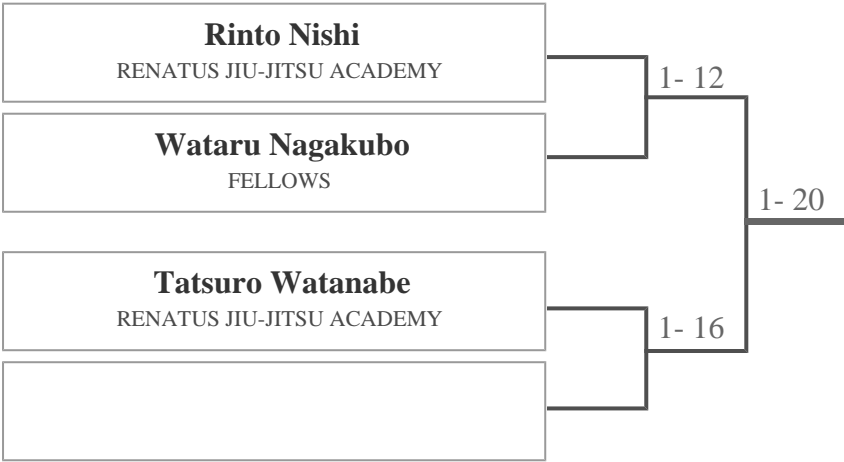 Rinto Nishi
RENATUS JIU-JITSU ACADEMY
1- 12
Wataru Nagakubo
FELLOWS
1- 20
Tatsuro Watanabe
RENATUS JIU-JITSU ACADEMY
1- 16